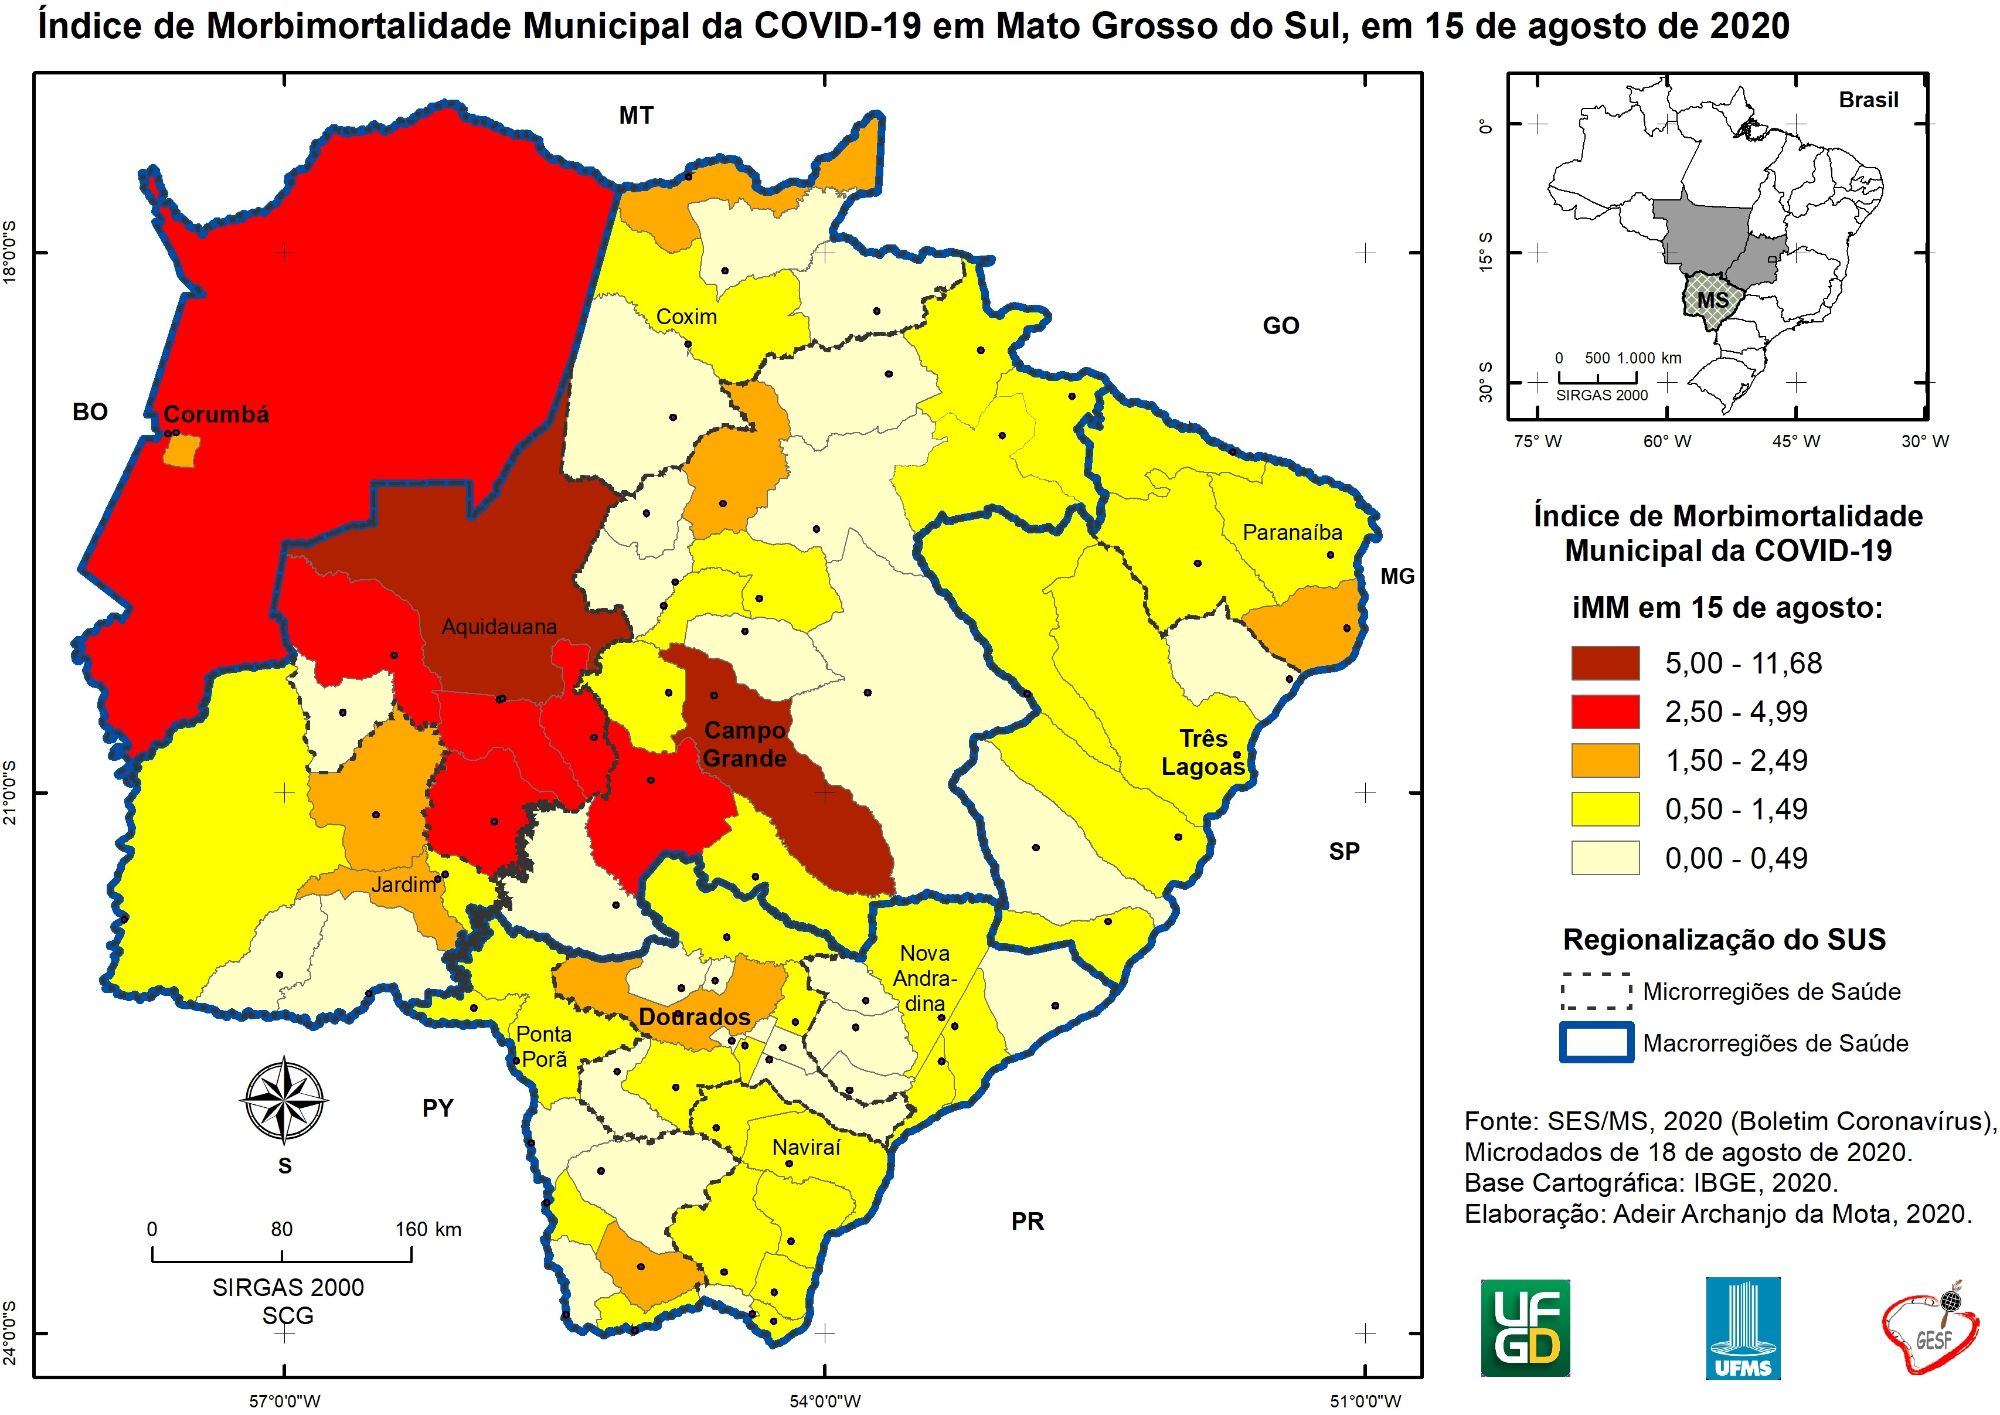 Índice de Morbimortalidade Municipal da COVID-19 em Mato Grosso do Sul, em 15 de agosto de 2020
MT
GO
BO
MG
SP
PR
PY
Coxim
Corumbá
Paranaíba
Aquidauana
Campo
Grande
Três
Lagoas
Jardim
Nova
Andra-
dina
Dourados
Ponta
Porã
Naviraí
S
0 80 160 km
SIRGAS 2000
SCG
18°0'0"S
21°0'0"S
24°0'0"S
57°0'0"W
54°0'0"W
51°0'0"W
Brasil
MS
0 500 1.000 km
SIRGAS 2000
0°
15° S
30° S
75° W
60° W
45° W
30° W
Índice de Morbimortalidade
Municipal da COVID-19
iMM em 15 de agosto:
5,00 - 11,68
2,50 - 4,99
1,50 - 2,49
0,50 - 1,49
0,00 - 0,49
Regionalização do SUS
Microrregiões de Saúde
Macrorregiões de Saúde
Fonte: SES/MS, 2020 (Boletim Coronavírus),
Microdados de 18 de agosto de 2020.
Base Cartográfica: IBGE, 2020.
Elaboração: Adeir Archanjo da Mota, 2020.
UF
GD
UFMS
GESF